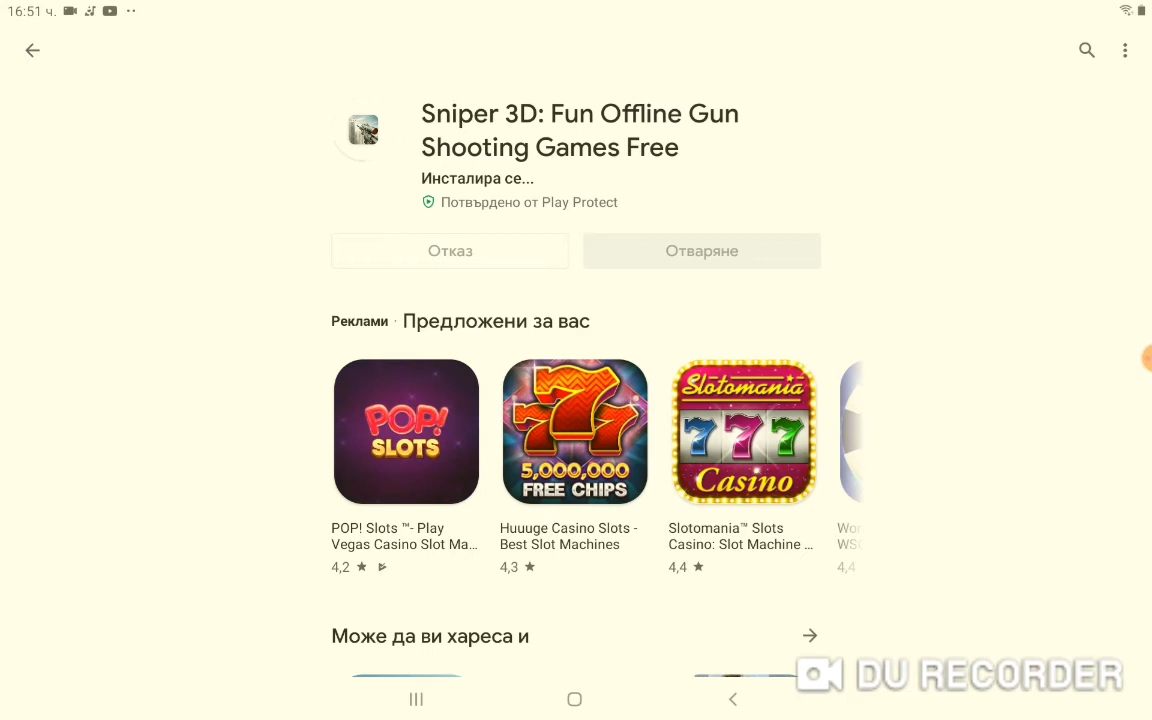 16:51 ч.
Sniper 3D: Fun Offline Gun
Shooting Games Free
Инсталира се...
Потвърдено от Play Protect
Отказ
Отваряне
Реклами · Предложени за вас
POP!
SLOTS
777
5,000,000
FREE CHIPS
Slotomania
777
Casino
POP! Slots ™- Play
Vegas Casino Slot Ma...
4,2
Huuuge Casino Slots -
Best Slot Machines
4,3
Slotomania™ Slots
Casino: Slot Machine ...
4,4
4,4
Може да ви хареса и
DU RECORDER